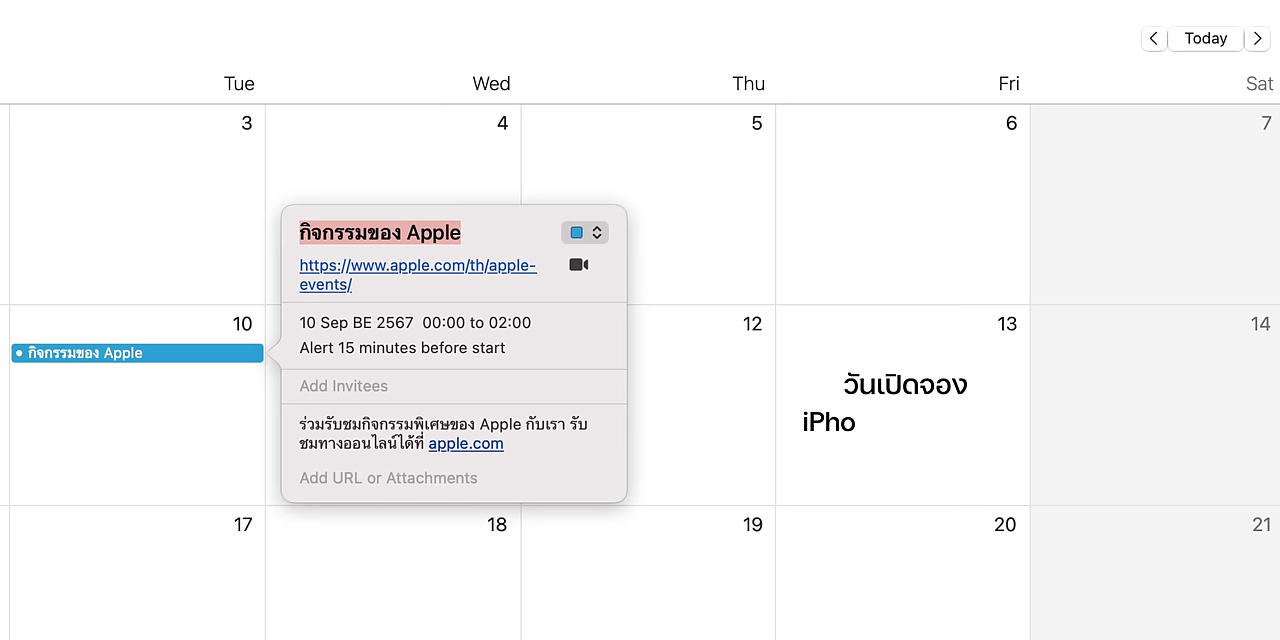 Today
Tue Wed Thu Fri Sat
3 4 5 6 7
กิจกรรมของ Apple
https://www.apple.com/th/apple-
events/
10 Sep BE 2567 00:00 to 02:00
Alert 15 minutes before start
Add Invitees
ร่วมรับชมกิจกรรมพิเศษของ Apple กับเรา รับ
ชมทางออนไลน์ได้ที่ apple.com
Add URL or Attachments
10 12 13 14
กิจกรรมของ Apple
วันเปิดจอง
iPho
17 18 19 20 21